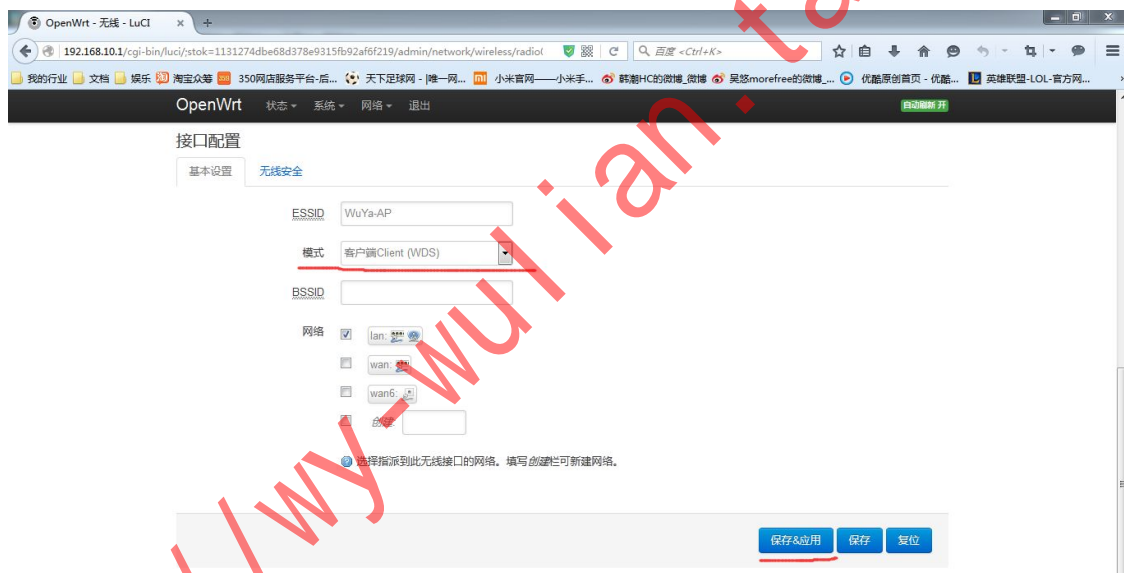 OpenWrt - 无线 - LuCI × +
192.168.10.1/cgi-bin/luci/;stok=1131274dbe68d378e9315fb92af6f219/admin/network/wireless/radio( 百度 <Ctrl+K>
我的行业 文档 娱乐 淘宝众筹 350网店服务平台-后... 天下足球网 - |唯一网... 小米官网——小米手... 韩潮HC的微博_微博 吴悠morefree的微博_... 优酷原创首页 - 优酷... 英雄联盟-LOL-官方网...
OpenWrt 状态 系统 网络 退出 自动刷新 开
接口配置
基本设置 无线安全
ESSID WuYa-AP
模式 客户端Client (WDS)
BSSID
网络 lan:
wan:
wan6:
创建:
选择指派到此无线接口的网络。填写创建栏可新建网络。
保存&应用 保存 复位
//wy-wulian.ta